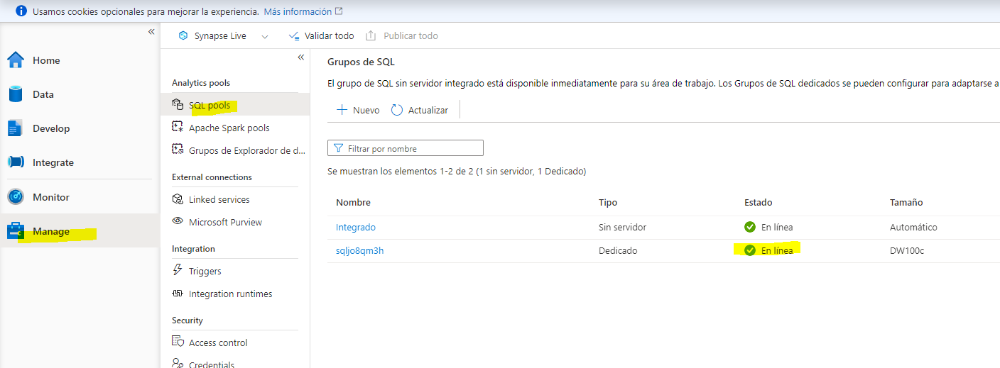 Usamos cookies opcionales para mejorar la experiencia. Más información
Synapse Live
Validar todo
Publicar todo
Home
Data
Develop
Integrate
Monitor
Manage
Analytics pools
SQL pools
Apache Spark pools
Grupos de Explorador de d...
External connections
Linked services
Microsoft Purview
Integration
Triggers
Integration runtimes
Security
Access control
Credentials
Grupos de SQL
El grupo de SQL sin servidor integrado está disponible inmediatamente para su área de trabajo. Los Grupos de SQL dedicados se pueden configurar para adaptarse a
Nuevo
Actualizar
Filtrar por nombre
Se muestran los elementos 1-2 de 2 (1 sin servidor, 1 Dedicado)
Nombre Tipo Estado Tamaño
Integrado Sin servidor En línea Automático
sqljo8qm3h Dedicado En línea DW100c